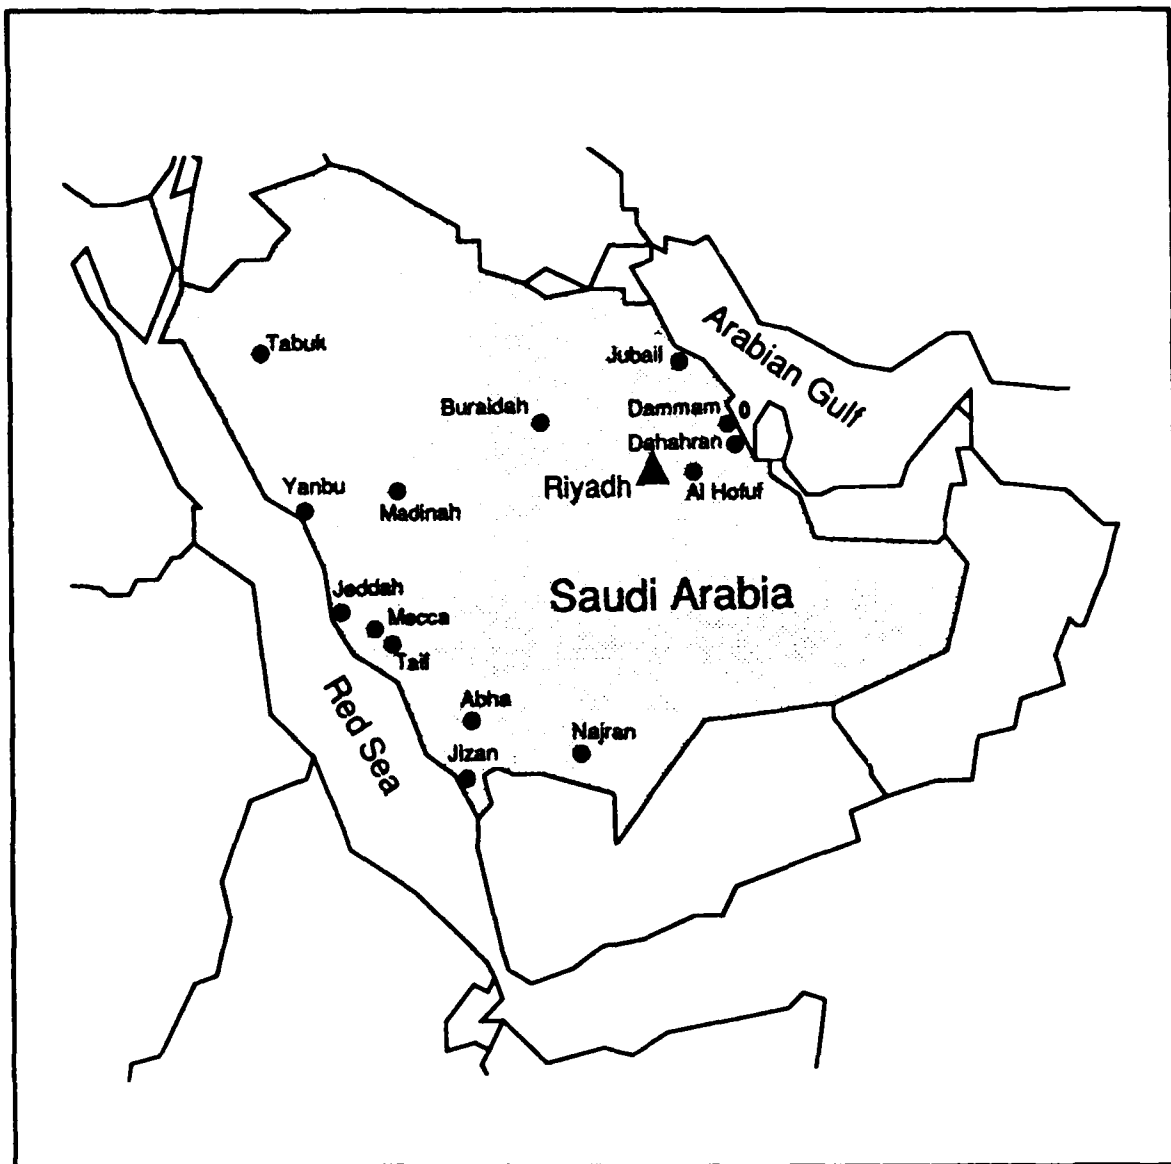 Tabuk
Jubail
Arabian Gulf
Buraidah
Dammam
Dahahran
Riyadh
Al Hofuf
Yanbu
Madinah
Jeddah
Mecca
Taif
Saudi Arabia
Red Sea
Abha
Najran
Jizan